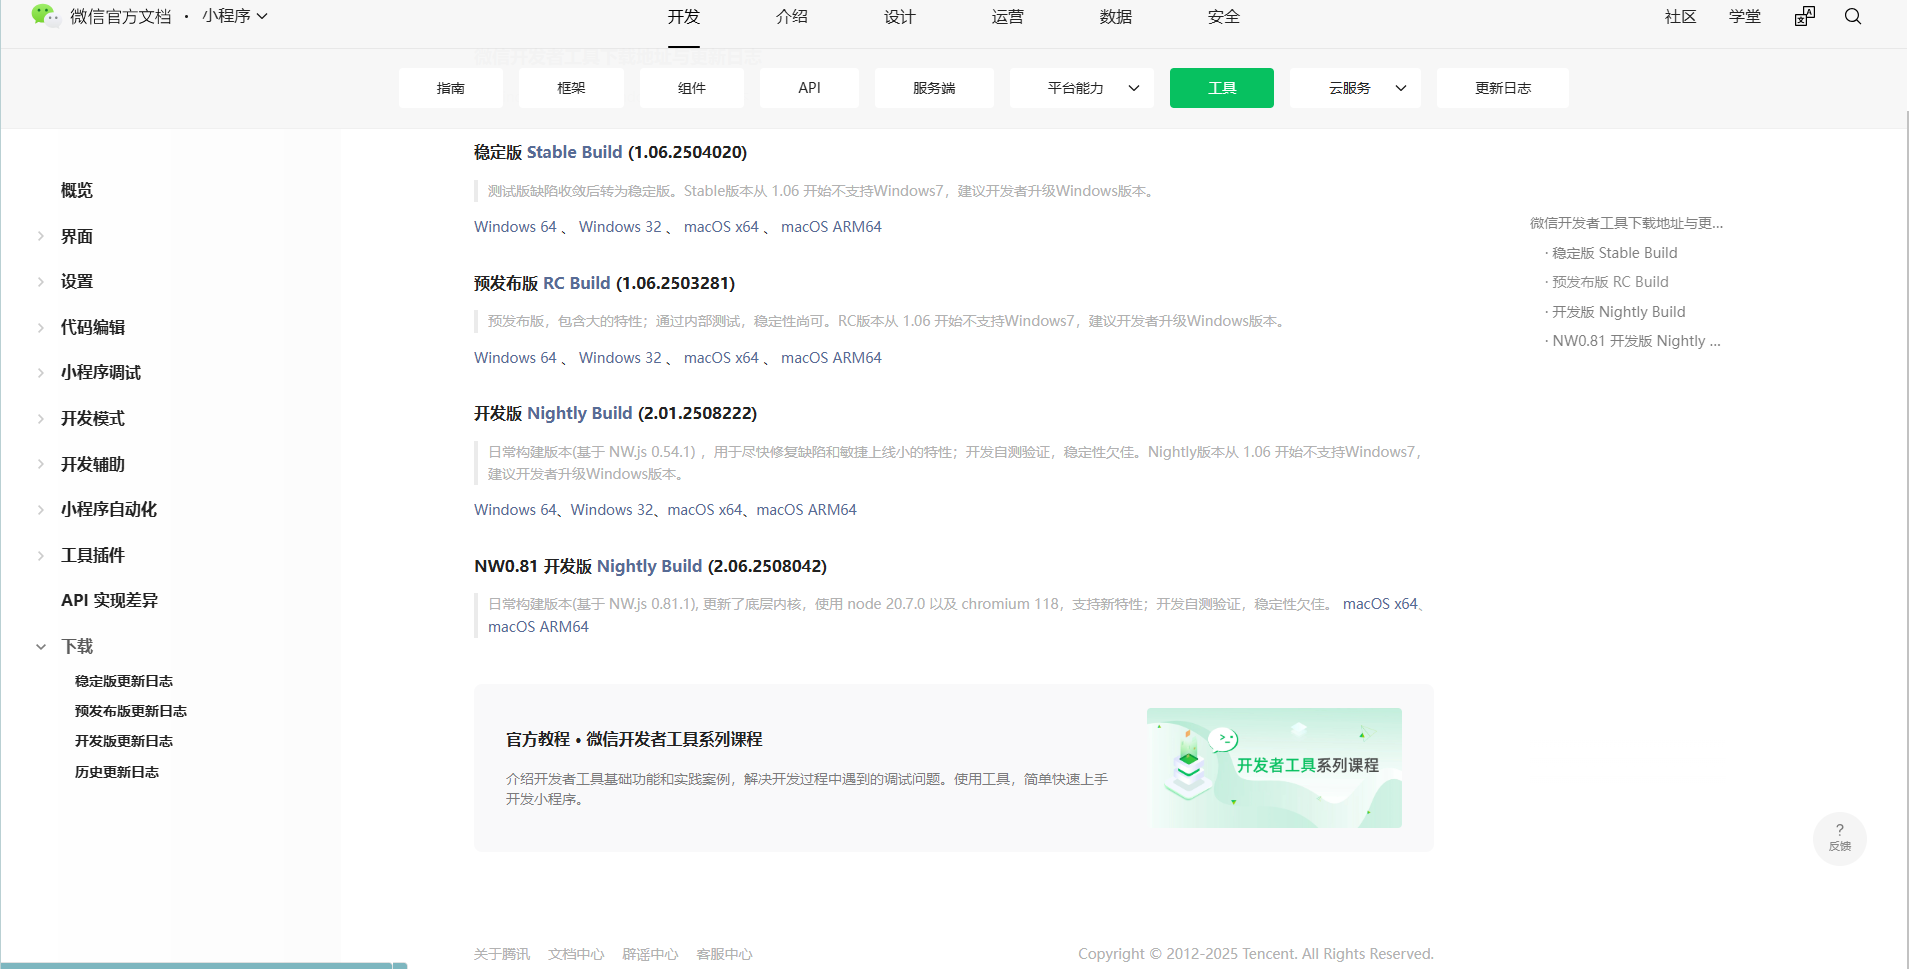 微信官方文档 · 小程序
开发 介绍 设计 运营 数据 安全
社区 学堂
微信开发者工具下载地址与更新日志
指南 框架 组件 API 服务端 平台能力 工具 云服务 更新日志
概览
界面
设置
代码编辑
小程序调试
开发模式
开发辅助
小程序自动化
工具插件
API 实现差异
下载
稳定版更新日志
预发布版更新日志
开发版更新日志
历史更新日志
稳定版 Stable Build (1.06.2504020)
测试版缺陷收敛后转为稳定版。Stable版本从 1.06 开始不支持Windows7，建议开发者升级Windows版本。
Windows 64 、 Windows 32 、 macOS x64 、 macOS ARM64
预发布版 RC Build (1.06.2503281)
预发布版，包含大的特性；通过内部测试，稳定性尚可。RC版本从 1.06 开始不支持Windows7，建议开发者升级Windows版本。
Windows 64 、 Windows 32 、 macOS x64 、 macOS ARM64
开发版 Nightly Build (2.01.2508222)
日常构建版本(基于 NW.js 0.54.1) ，用于尽快修复缺陷和敏捷上线小的特性；开发自测验证，稳定性欠佳。Nightly版本从 1.06 开始不支持Windows7，
建议开发者升级Windows版本。
Windows 64、Windows 32、macOS x64、macOS ARM64
NW0.81 开发版 Nightly Build (2.06.2508042)
日常构建版本(基于 NW.js 0.81.1), 更新了底层内核，使用 node 20.7.0 以及 chromium 118，支持新特性；开发自测验证，稳定性欠佳。 macOS x64、
macOS ARM64
官方教程 • 微信开发者工具系列课程
介绍开发者工具基础功能和实践案例，解决开发过程中遇到的调试问题。使用工具，简单快速上手
开发小程序。
开发者工具系列课程
微信开发者工具下载地址与更...
· 稳定版 Stable Build
· 预发布版 RC Build
· 开发版 Nightly Build
· NW0.81 开发版 Nightly ...
?
反馈
关于腾讯 文档中心 辟谣中心 客服中心
Copyright © 2012-2025 Tencent. All Rights Reserved.